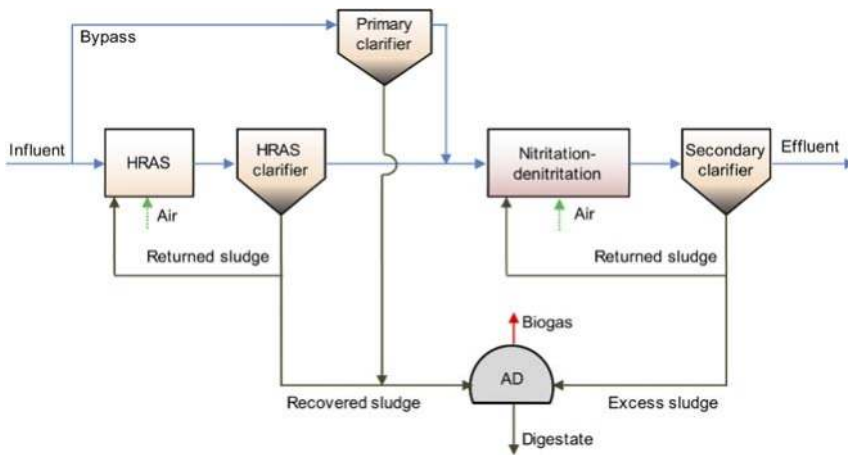 Bypass
Primary
clarifier
Influent
HRAS
HRAS
clarifier
Nitritation-
denitritation
Secondary
clarifier
Effluent
Air
Air
Returned sludge
Returned sludge
Biogas
AD
Recovered sludge
Excess sludge
Digestate